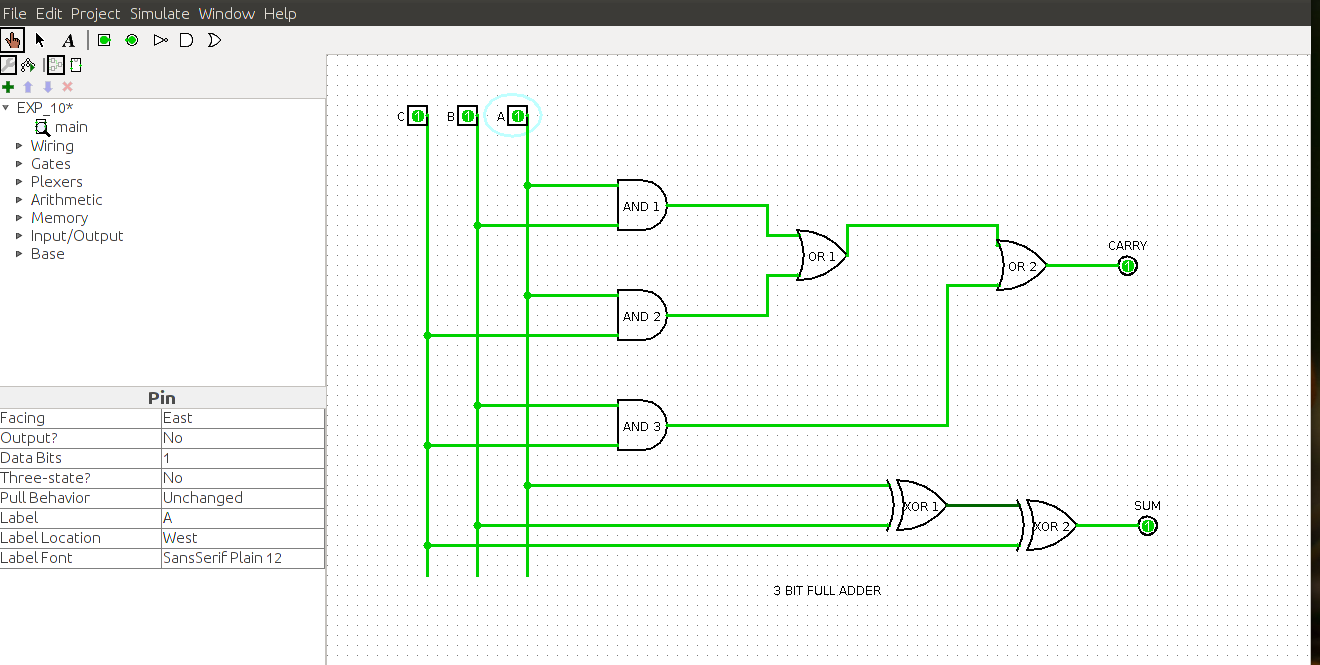 File Edit Project Simulate Window Help
A
EXP_10*
main
Wiring
Gates
Plexers
Arithmetic
Memory
Input/Output
Base
Pin
Facing East
Output? No
Data Bits 1
Three-state? No
Pull Behavior Unchanged
Label A
Label Location West
Label Font SansSerif Plain 12
C 1 B 1 A 1
AND 1
OR 1
CARRY
OR 2 1
AND 2
AND 3
SUM
XOR 1
XOR 2 1
3 BIT FULL ADDER